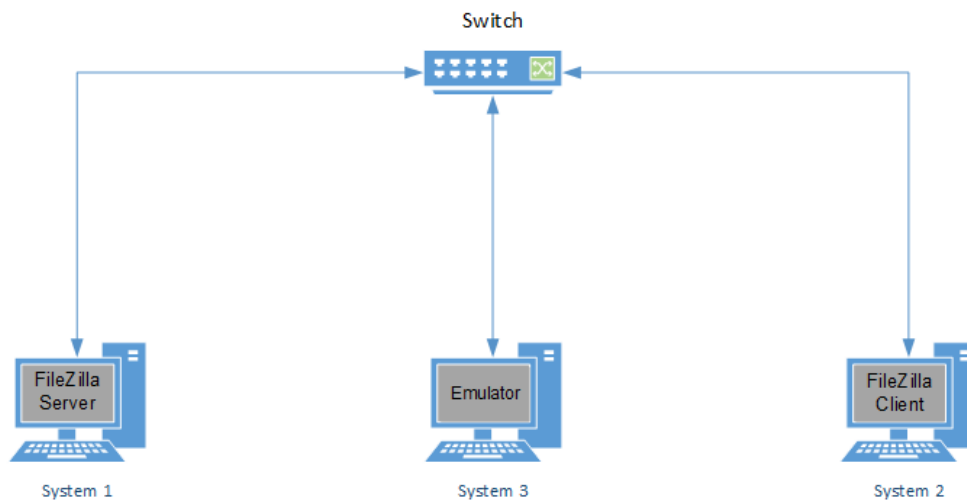 Switch
FileZilla
Server
Emulator
FileZilla
Client
System 1
System 3
System 2